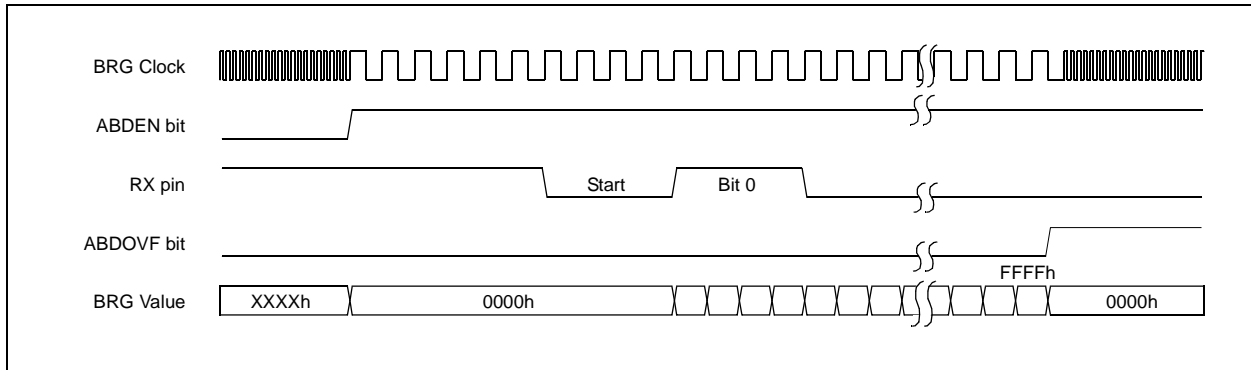 BRG Clock
ABDEN bit
RX pin
Start
Bit 0
ABDOVF bit
FFFFh
BRG Value
XXXXh
0000h
0000h